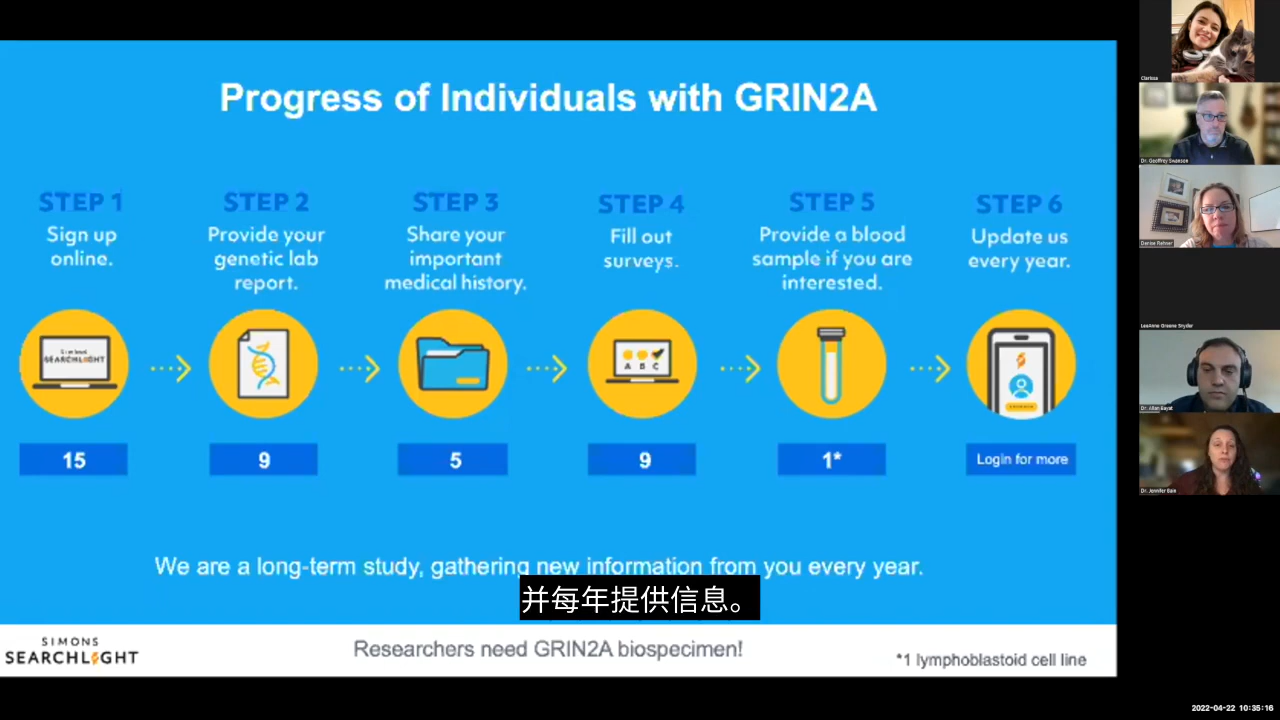 Progress of Individuals with GRIN2A
STEP 1
Sign up
online.
STEP 2
Provide your
genetic lab
report.
STEP 3
Share your
important
medical history.
STEP 4
Fill out
surveys.
STEP 5
Provide a blood
sample if you are
interested.
STEP 6
Update us
every year.
SEARCHLIGHT
A B C
15
9
5
9
1*
Login for more
We are a long-term study, gathering new information from you every year.
并每年提供信息。
SIMONS
SEARCHLIGHT
Researchers need GRIN2A biospecimen!
*1 lymphoblastoid cell line
Clarissa
Dr. Geoffrey Swanson
Denise Rehner
LeeAnne Greene Snyder
Dr. Allan Bayat
Dr. Jennifer Bain
2022-04-22 10:35:16